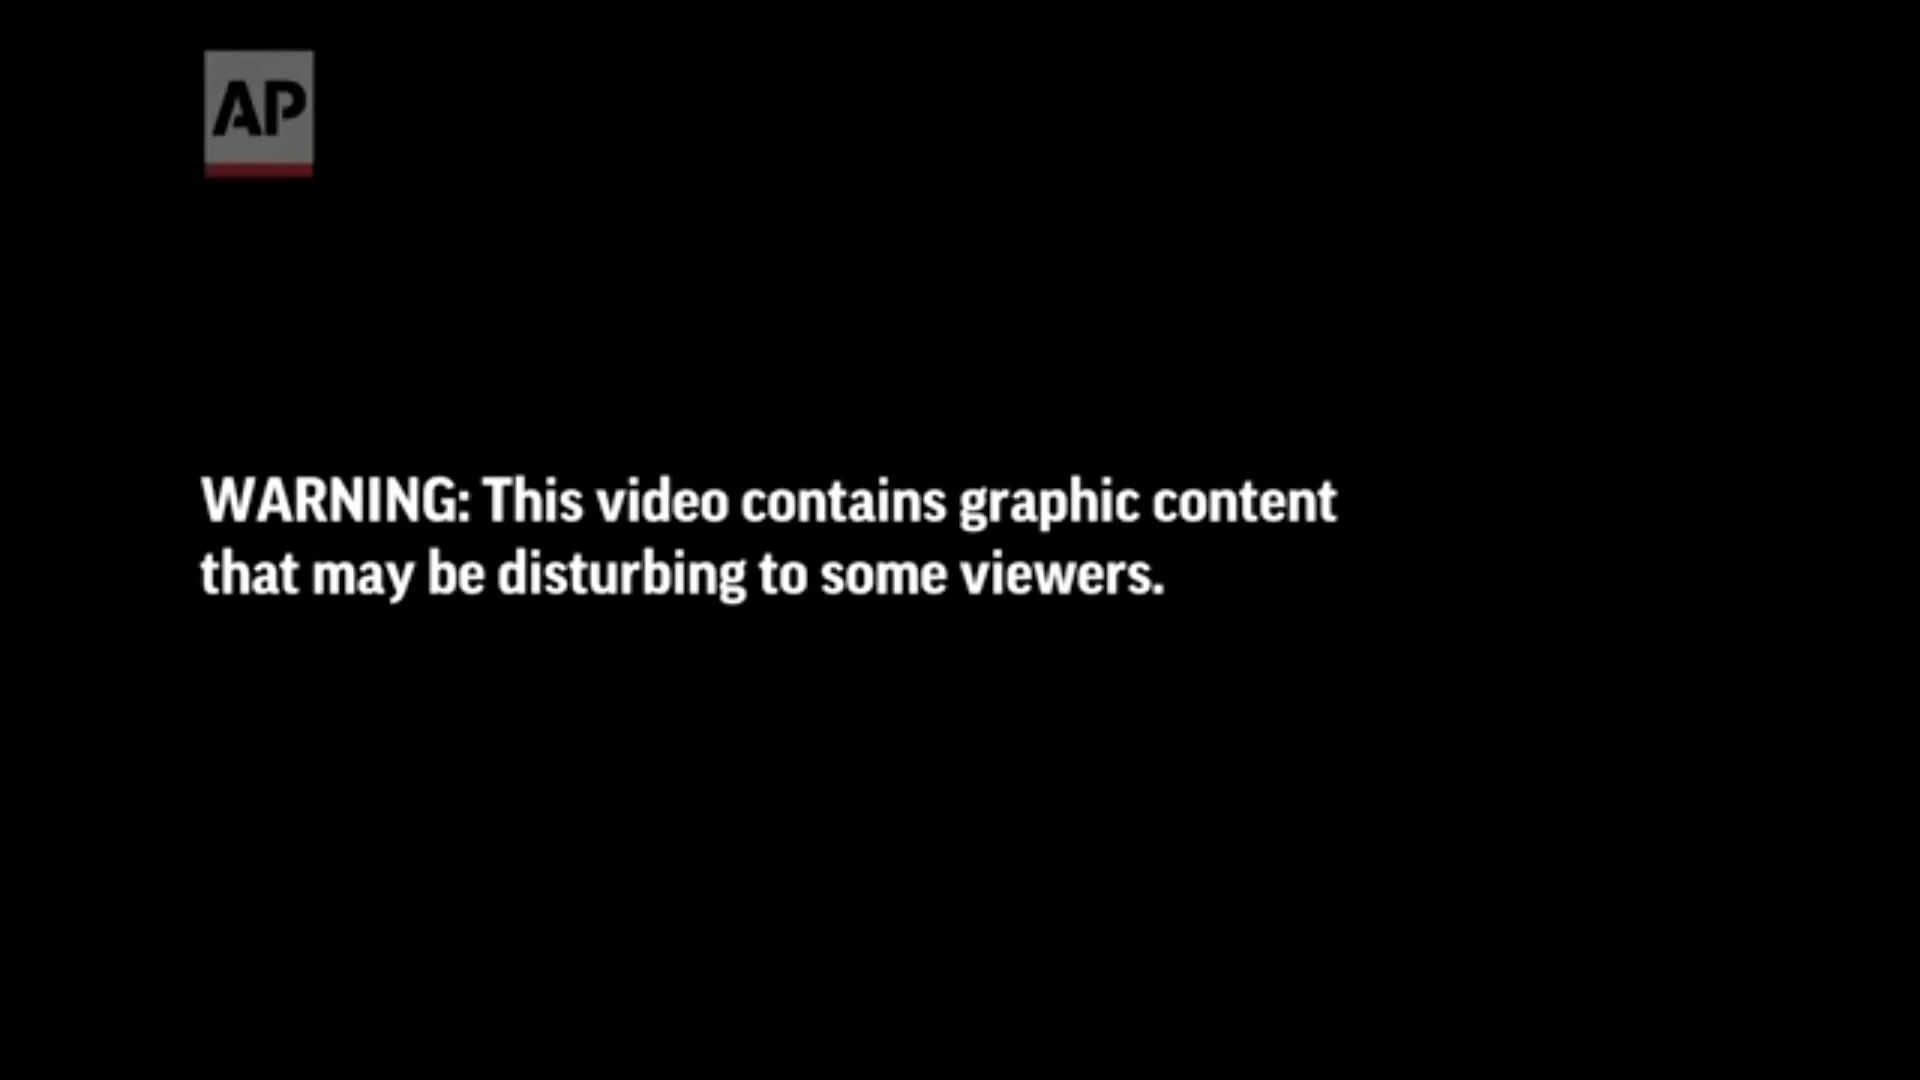 AP
WARNING: This video contains graphic content
that may be disturbing to some viewers.